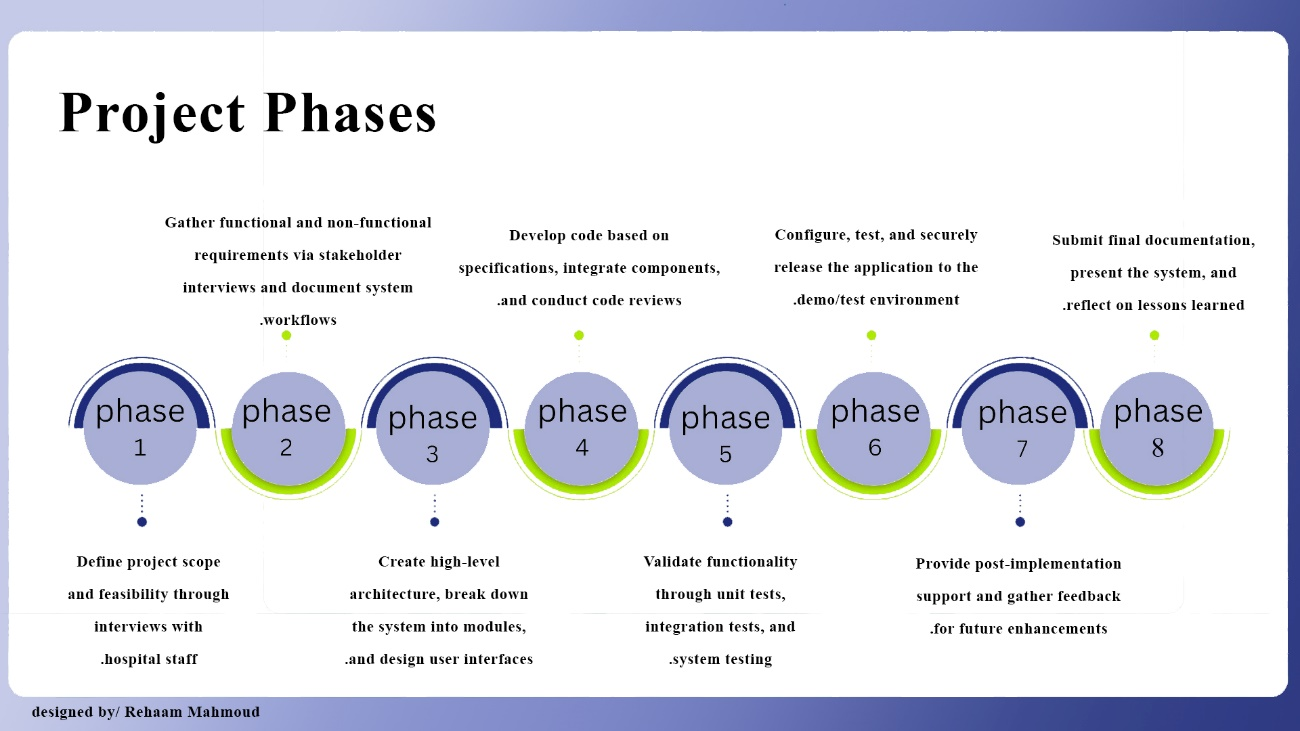 Project Phases
Gather functional and non-functional
requirements via stakeholder
interviews and document system
.workflows
Develop code based on
specifications, integrate components,
.and conduct code reviews
Configure, test, and securely
release the application to the
.demo/test environment
Submit final documentation,
present the system, and
.reflect on lessons learned
phase
1
phase
2
phase
3
phase
4
phase
5
phase
6
phase
7
phase
8
Define project scope
and feasibility through
interviews with
.hospital staff
Create high-level
architecture, break down
the system into modules,
.and design user interfaces
Validate functionality
through unit tests,
integration tests, and
.system testing
Provide post-implementation
support and gather feedback
.for future enhancements
designed by/ Rehaam Mahmoud